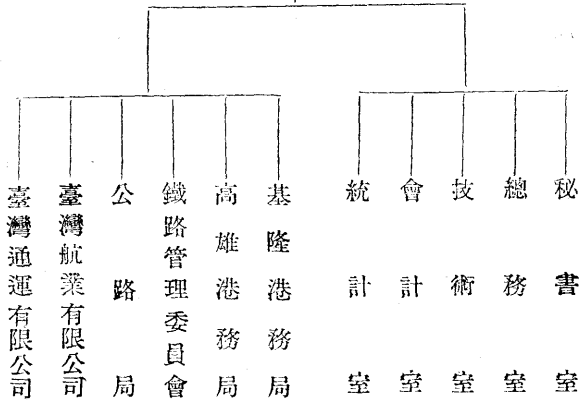 秘書室
總務室
技術室
會計室
統計室
基隆港務局
高雄港務局
鐵路管理委員會
公路局
臺灣航業有限公司
臺灣通運有限公司